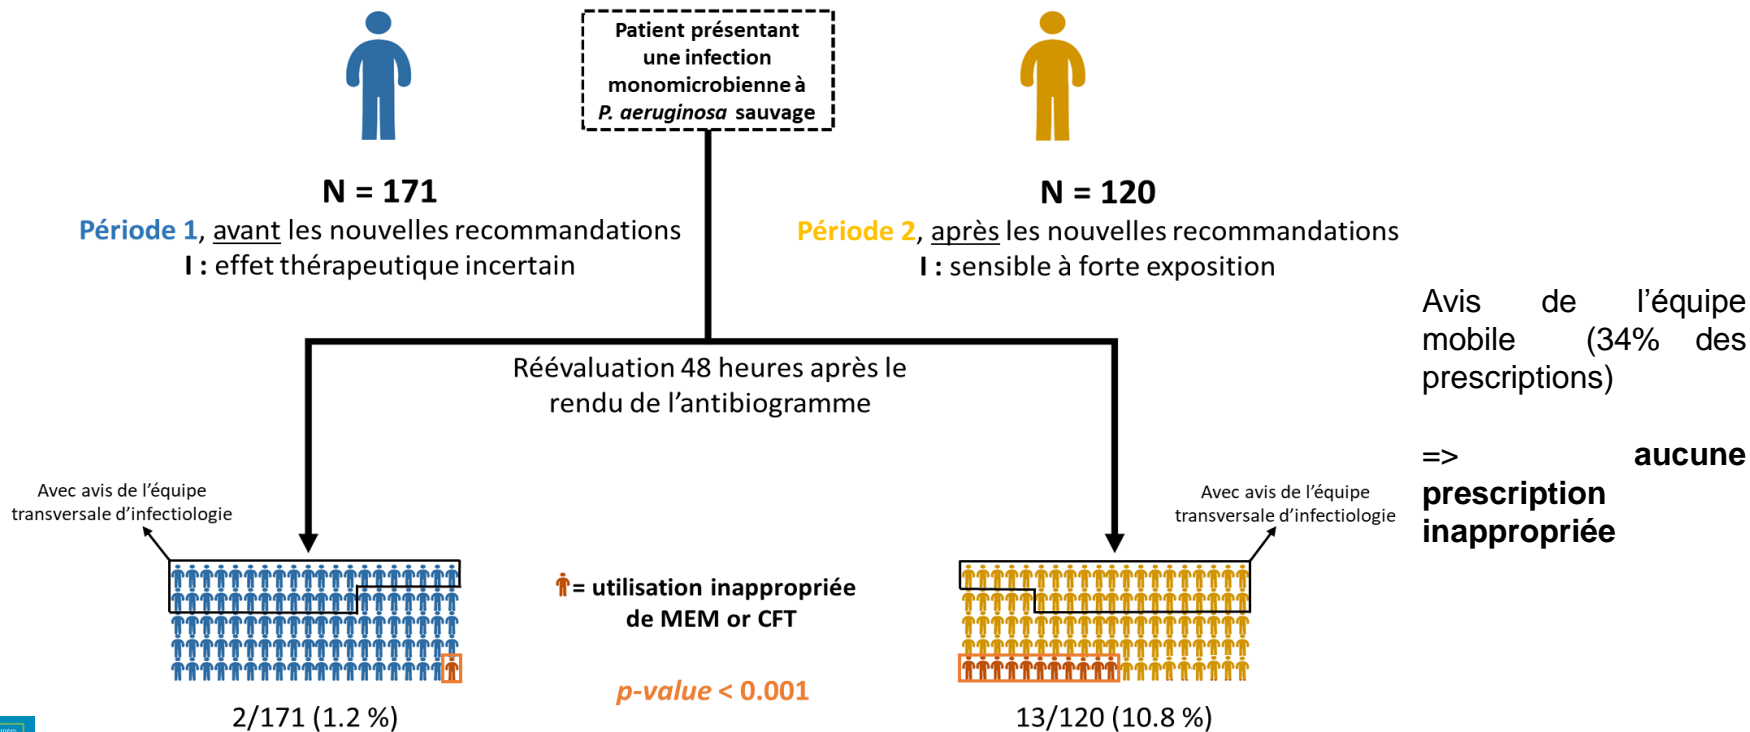 Patient présentant
une infection
monomicrobienne à
P. aeruginosa sauvage
N = 171
Période 1, avant les nouvelles recommandations
I : effet thérapeutique incertain
N = 120
Période 2, après les nouvelles recommandations
I : sensible à forte exposition
Réévaluation 48 heures après le
rendu de l'antibiogramme
Avec avis de l'équipe
transversale d'infectiologie
= utilisation inappropriée
de MEM or CFT
p-value < 0.001
2/171 (1.2 %)
Avec avis de l'équipe
transversale d'infectiologie
13/120 (10.8 %)
Avis de l'équipe
mobile (34% des
prescriptions)
=> aucune
prescription
inappropriée